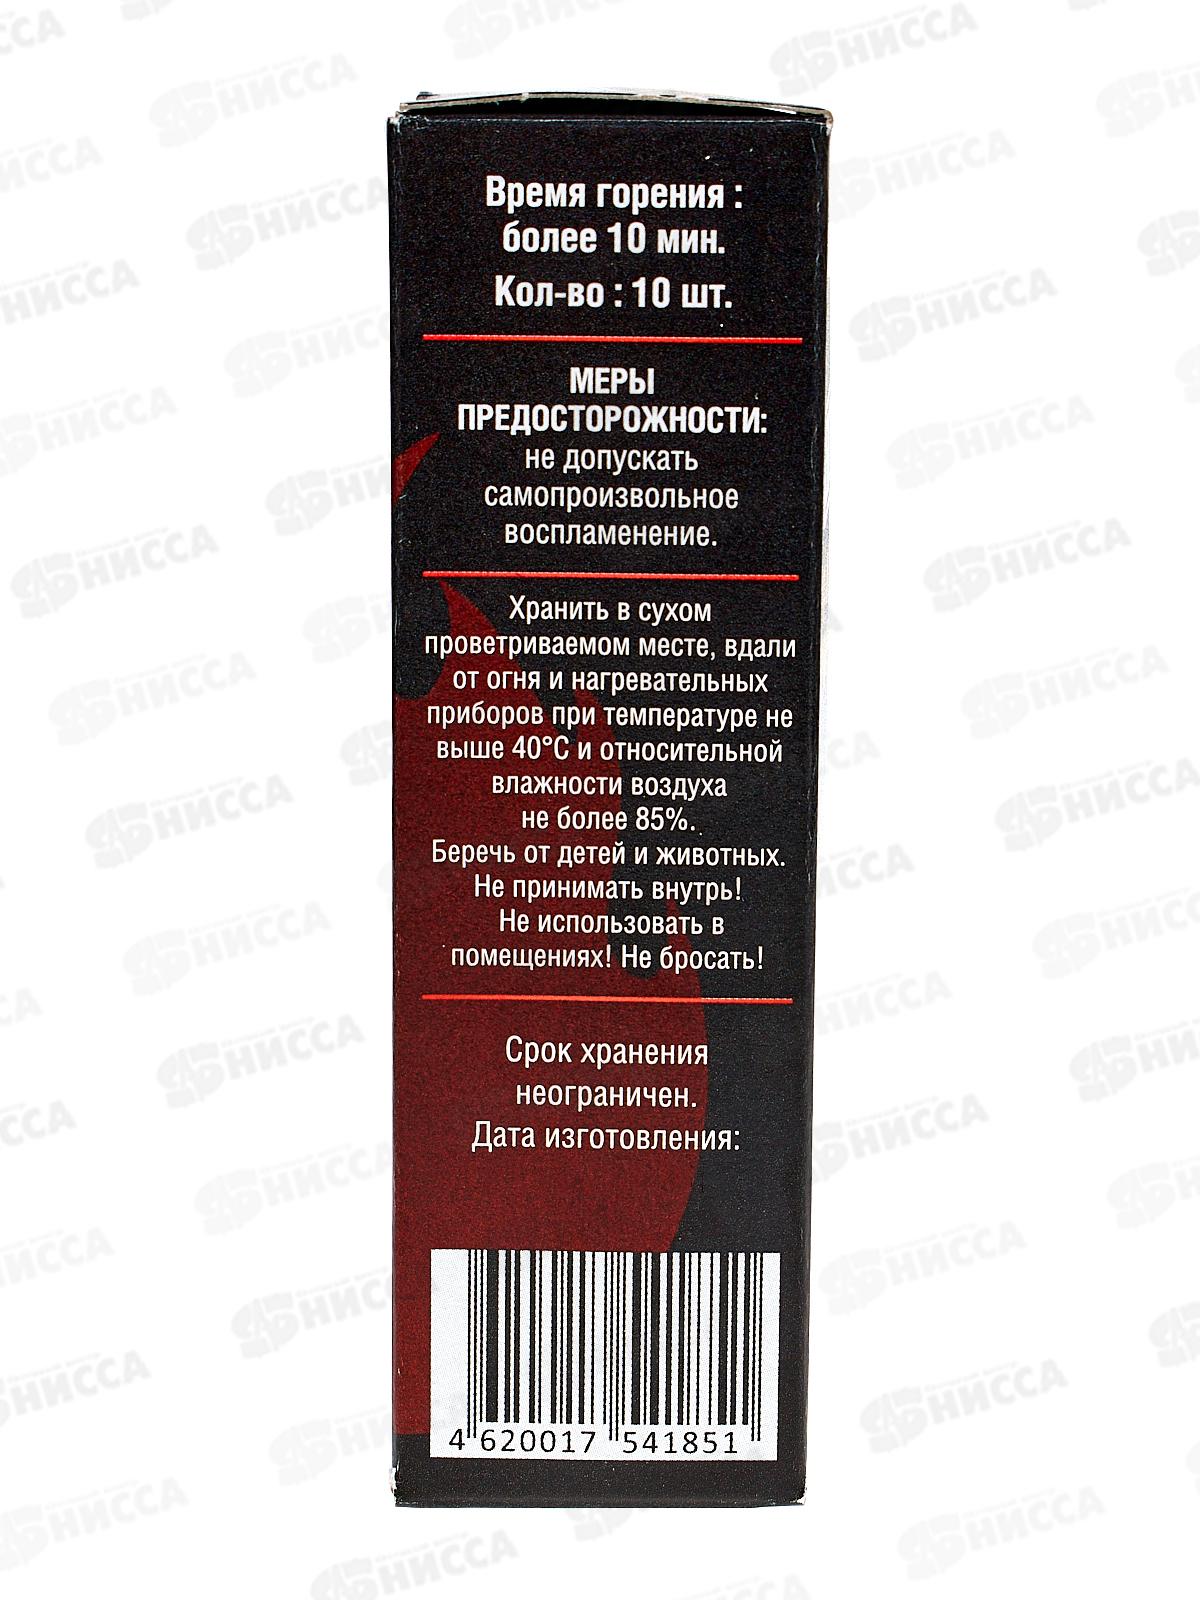 Время горения :
более 10 мин.
Кол-во : 10 шт.
МЕРЫ
ПРЕДОСТОРОЖНОСТИ:
не допускать
самопроизвольное
воспламенение.
Хранить в сухом
проветриваемом месте, вдали
от огня и нагревательных
приборов при температуре не
выше 40°С и относительной
влажности воздуха
не более 85%.
Беречь от детей и животных.
Не принимать внутрь!
Не использовать в
помещениях! Не бросать!
Срок хранения
неограничен.
Дата изготовления:
4 620017 541851